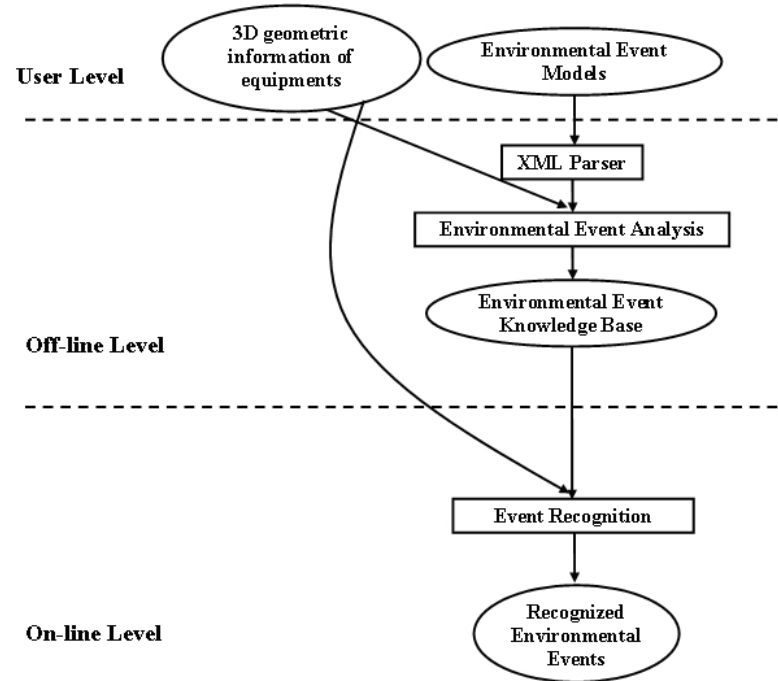 3D geometric
information of
equipments
Environmental Event
Models
User Level
XML Parser
Environmental Event Analysis
Environmental Event
Knowledge Base
Off-line Level
Event Recognition
Recognized
Environmental
Events
On-line Level